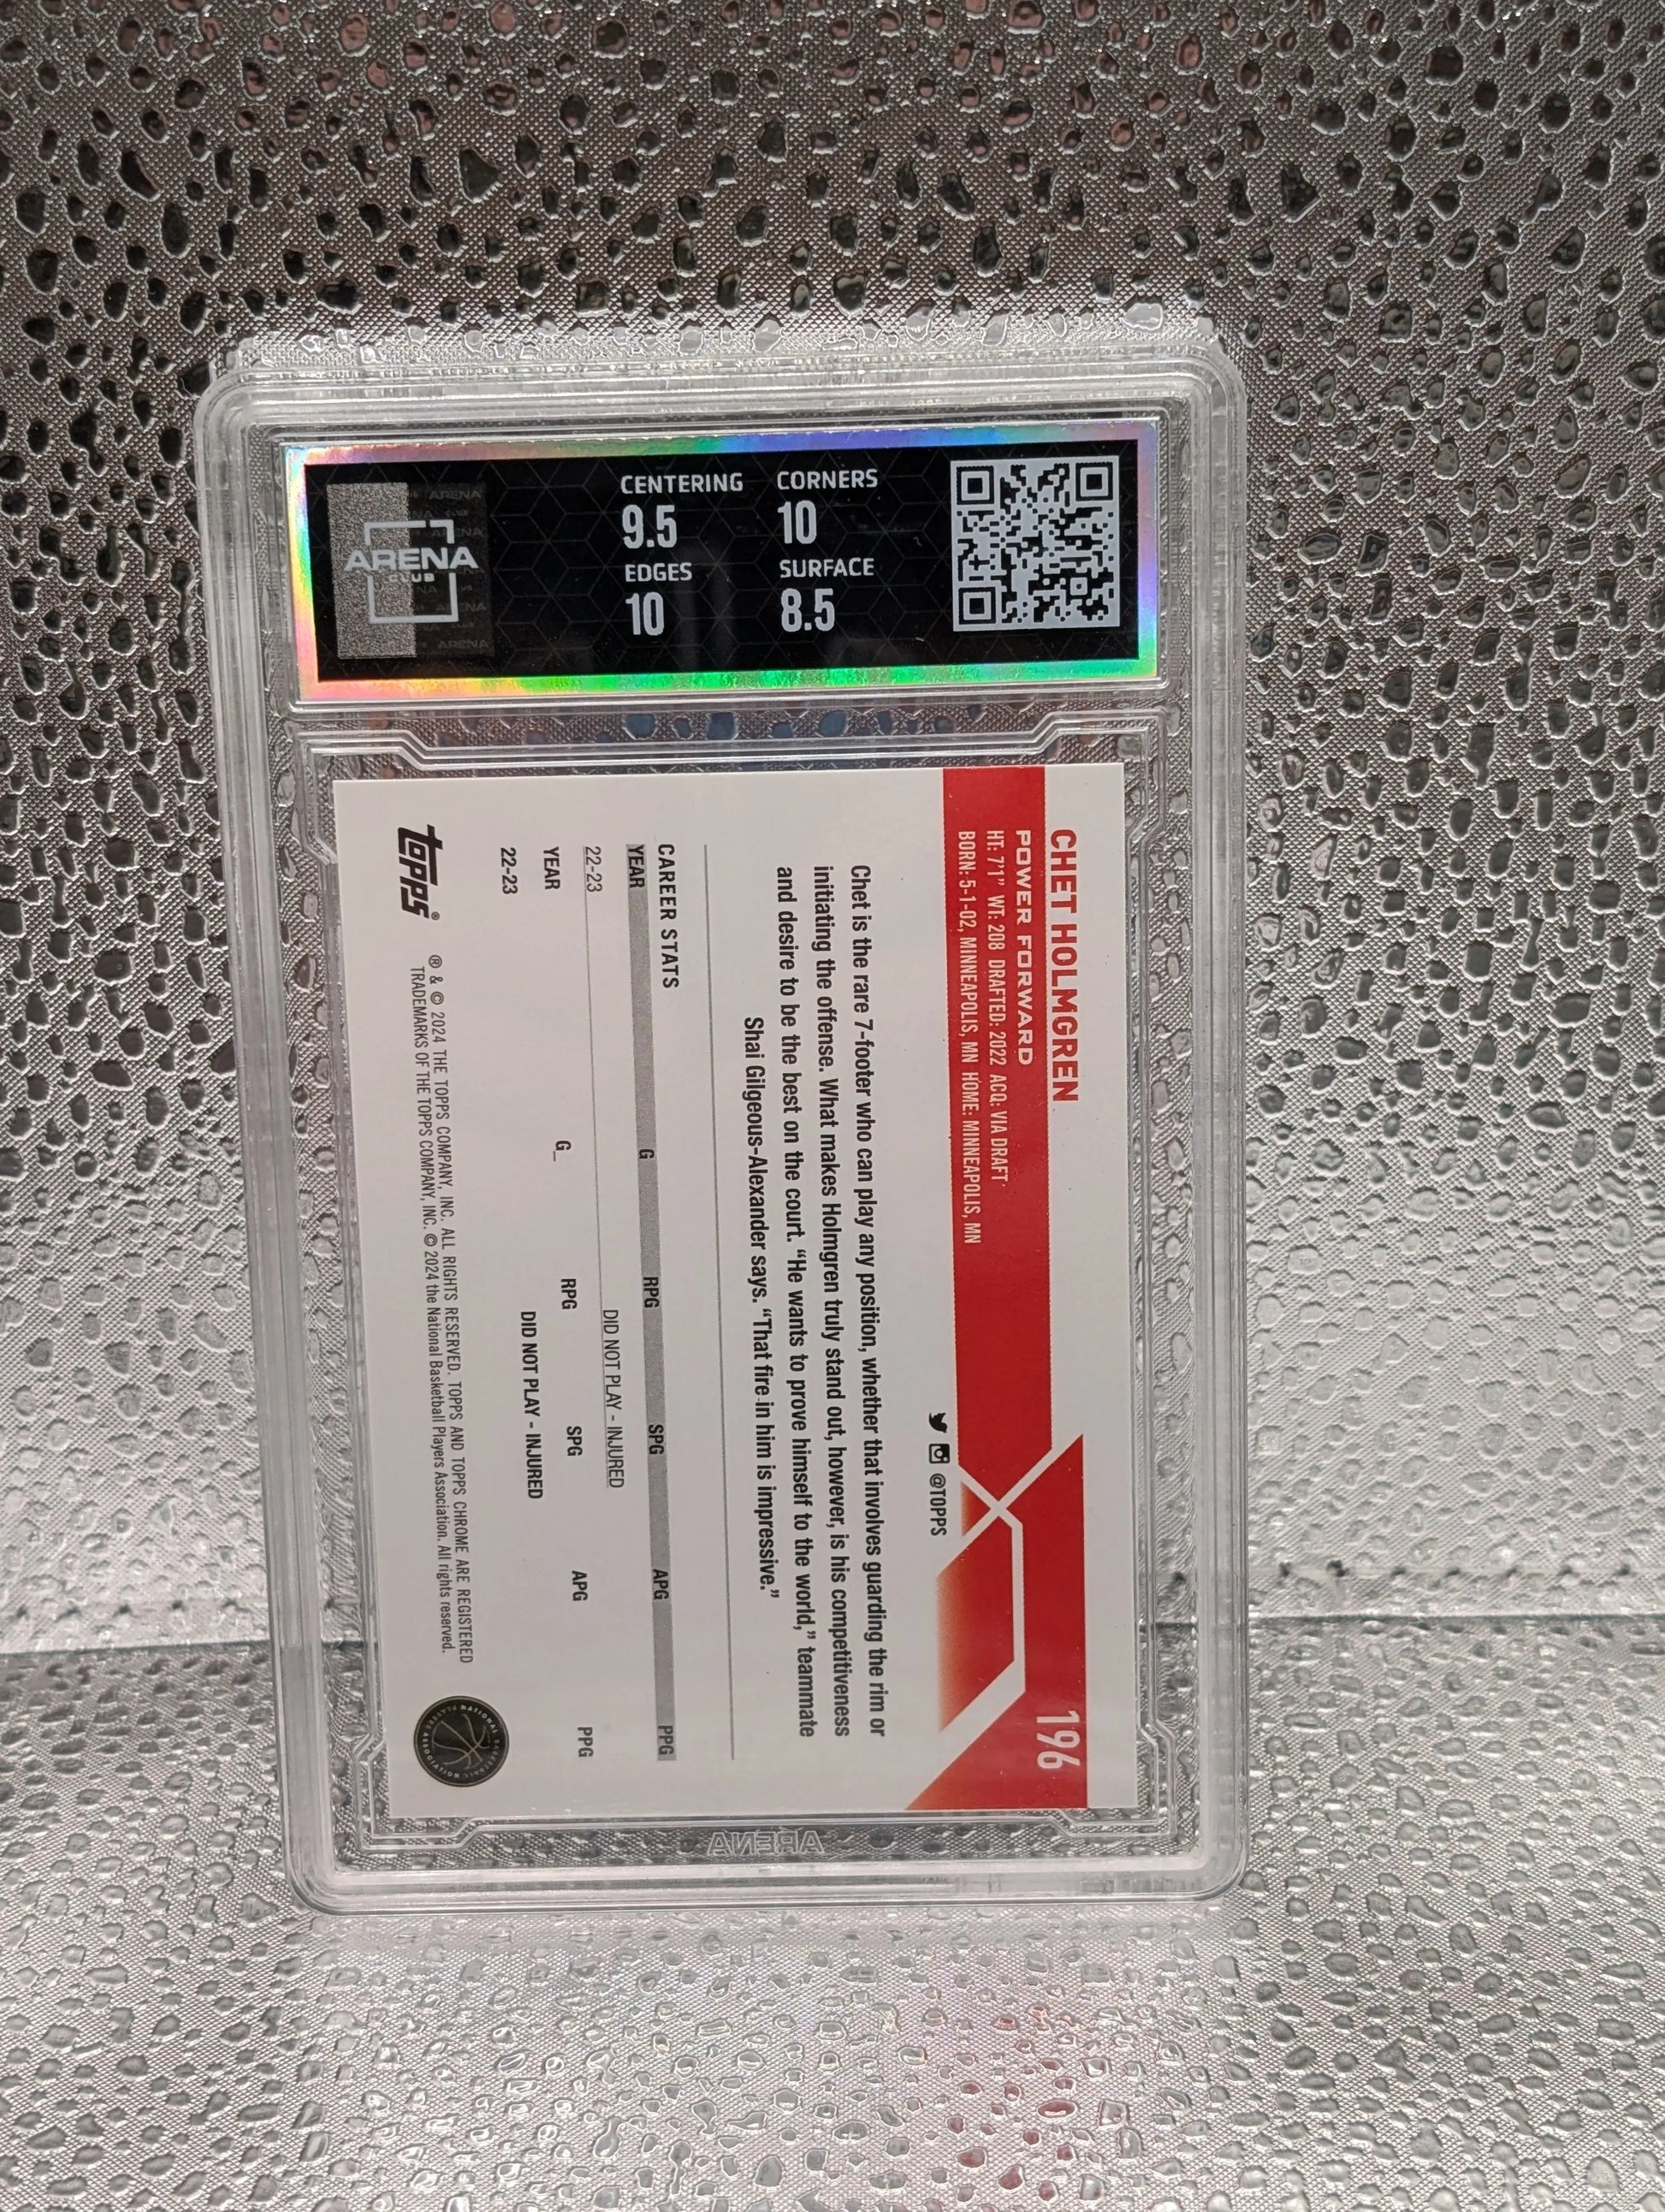 ARENA
CLUB
CENTERING
9.5
CORNERS
10
EDGES
10
SURFACE
8.5
196
CHET HOLMGREN
POWER FORWARD
HT: 7'1" WT: 208 DRAFTED: 2022 ACQ: VIA DRAFT
BORN: 5-1-02, MINNEAPOLIS, MN HOME: MINNEAPOLIS, MN
@TOPPS
Chet is the rare 7-footer who can play any position, whether that involves guarding the rim or
initiating the offense. What makes Holmgren truly stand out, however, is his competitiveness
and desire to be the best on the court. “He wants to prove himself to the world,” teammate
Shai Gilgeous-Alexander says. “That fire in him is impressive.”
CAREER STATS
YEAR G RPG SPG APG PPG
22-23 DID NOT PLAY - INJURED
YEAR G_ RPG SPG APG PPG
22-23 DID NOT PLAY - INJURED
topps®
® & © 2024 THE TOPPS COMPANY, INC. ALL RIGHTS RESERVED. TOPPS AND TOPPS CHROME ARE REGISTERED
TRADEMARKS OF THE TOPPS COMPANY, INC. © 2024 the National Basketball Players Association. All rights reserved.
NATIONAL BASKETBALL PLAYERS ASSOCIATION
ARENA